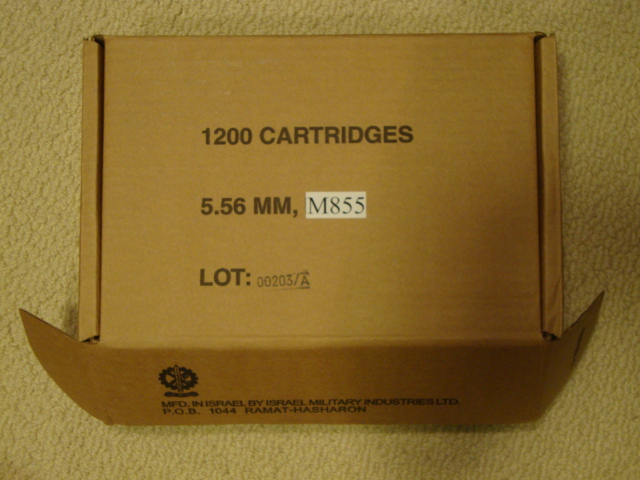 1200 CARTRIDGES
5.56 MM, M855
LOT: 00203/A
MFD. IN ISRAEL BY ISRAEL MILITARY INDUSTRIES LTD.
P.O.B. 1044 RAMAT-HASHARON